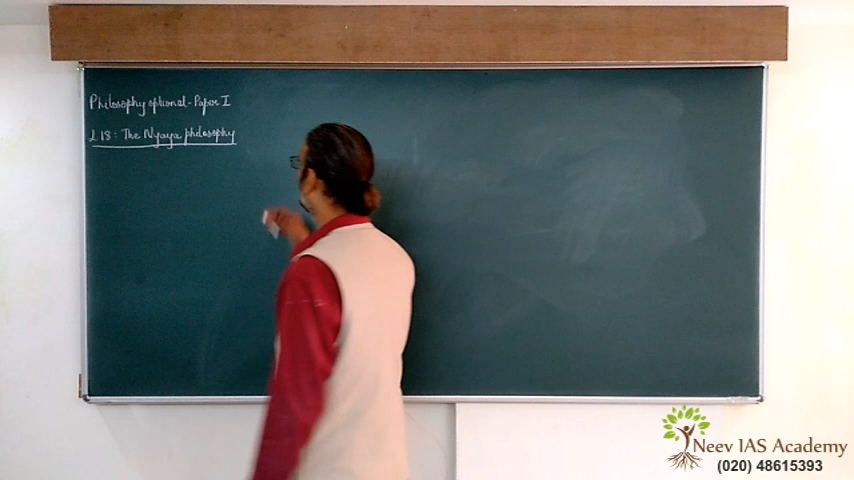 Philosophy optional - Paper I
L 18: The Nyaya philosophy
Neev IAS Academy
(020) 48615393